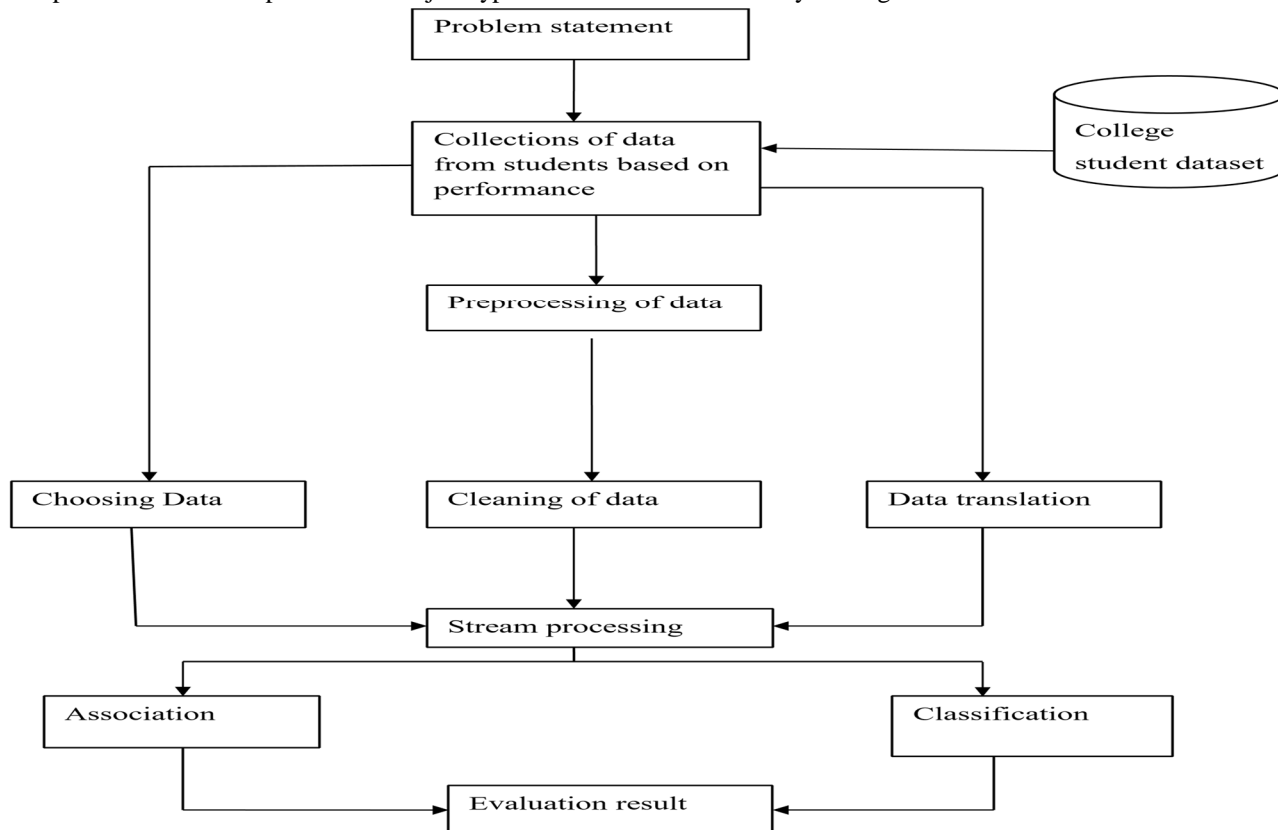 Problem statement
Collections of data
from students based on
performance
College
student dataset
Preprocessing of data
Choosing Data
Cleaning of data
Data translation
Stream processing
Association
Classification
Evaluation result